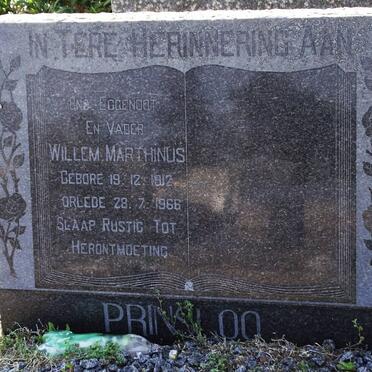 IN TERE HERINNERING AAN
ONS EGGENOOT
EN VADER
WILLEM MARTHINUS
GEBORE 19.12.1912
ORLEDE 28.7.1966
SLAAP RUSTIG TOT
HERONTMOETING
PRINSLOO